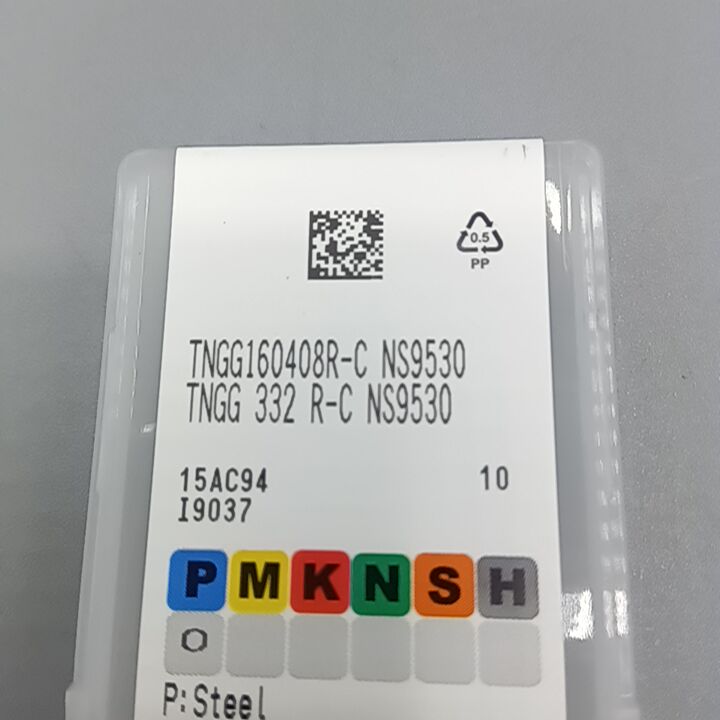 0.5
PP
TNGG160408R-C NS9530
TNGG 332 R-C NS9530
15AC94 10
I9037
P M K N S H
O
P:Steel